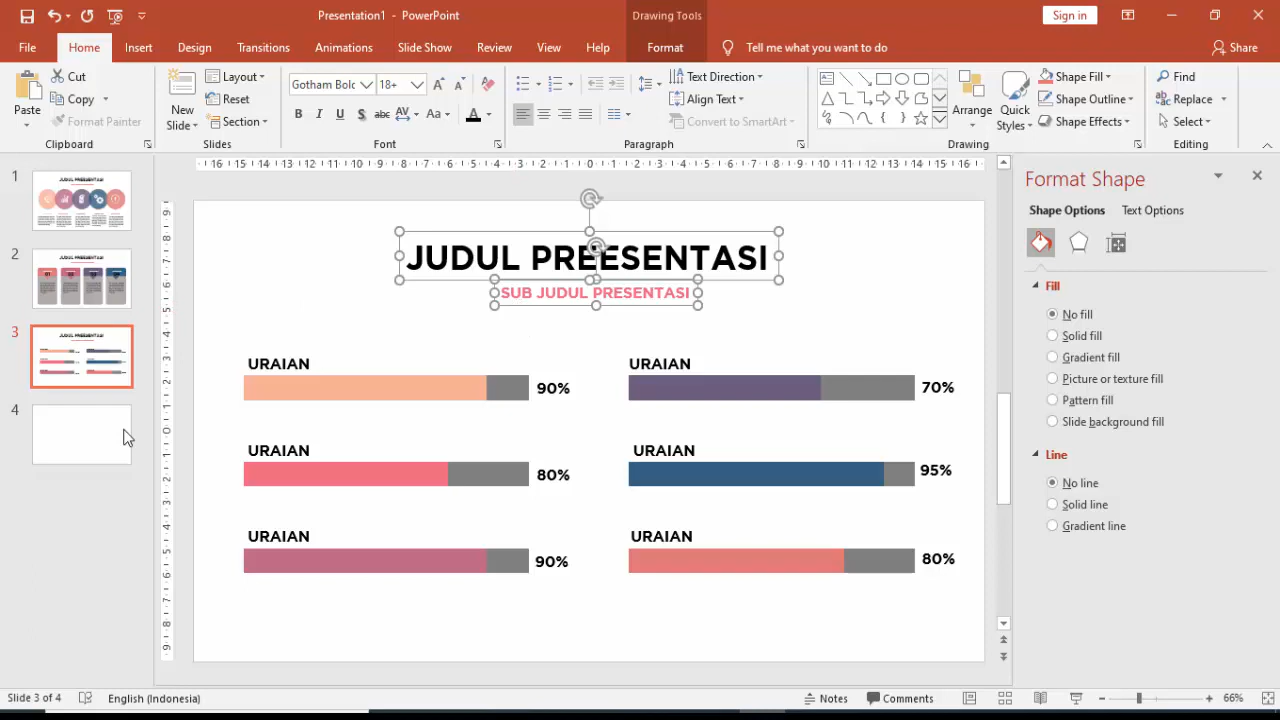 Presentation1 - PowerPoint
Drawing Tools
Sign in
File
Home
Insert
Design
Transitions
Animations
Slide Show
Review
View
Help
Format
Tell me what you want to do
Share
Paste
Cut
Copy
Format Painter
Clipboard
New
Slide
Layout
Reset
Section
Slides
Gotham Bolc
18+
Font
Text Direction
Align Text
Convert to SmartArt
Paragraph
Arrange
Quick
Styles
Shape Fill
Shape Outline
Shape Effects
Drawing
Find
Replace
Select
Editing
1
2
3
4
JUDUL PREESENTASI
SUB JUDUL PRESENTASI
URAIAN
90%
URAIAN
70%
URAIAN
80%
URAIAN
95%
URAIAN
90%
URAIAN
80%
Format Shape
Shape Options
Text Options
Fill
No fill
Solid fill
Gradient fill
Picture or texture fill
Pattern fill
Slide background fill
Line
No line
Solid line
Gradient line
Slide 3 of 4
English (Indonesia)
Notes
Comments
66%